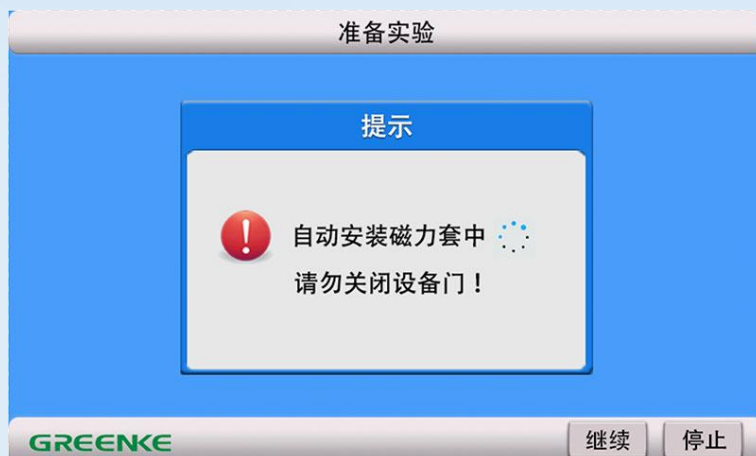 准备实验
提示
自动安装磁力套中
请勿关闭设备门！
GREENKE
继续
停止